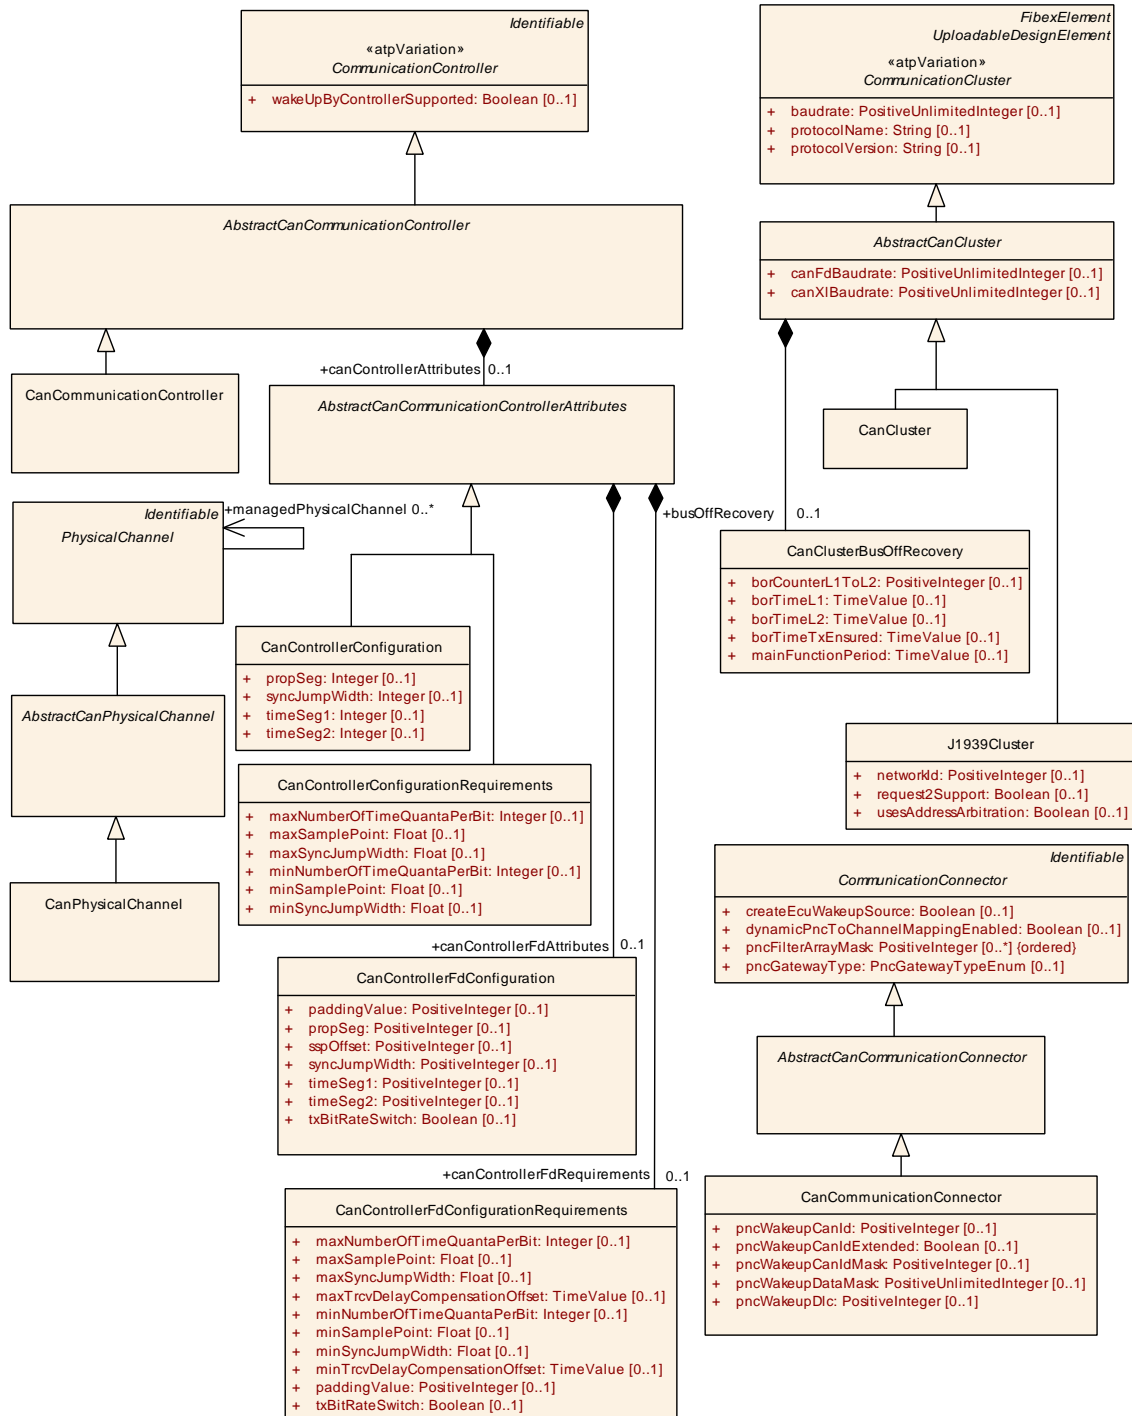 Identifiable
«atpVariation»
CommunicationController
+ wakeUpByControllerSupported: Boolean [0..1]
FibexElement
UploadableDesignElement
«atpVariation»
CommunicationCluster
+ baudrate: PositiveUnlimitedInteger [0..1]
+ protocolName: String [0..1]
+ protocolVersion: String [0..1]
AbstractCanCommunicationController
AbstractCanCluster
+ canFdBaudrate: PositiveUnlimitedInteger [0..1]
+ canXlBaudrate: PositiveUnlimitedInteger [0..1]
CanCommunicationController
+canControllerAttributes 0..1
AbstractCanCommunicationControllerAttributes
CanCluster
Identifiable
PhysicalChannel
+managedPhysicalChannel 0..*
+busOffRecovery 0..1
CanClusterBusOffRecovery
+ borCounterL1ToL2: PositiveInteger [0..1]
+ borTimeL1: TimeValue [0..1]
+ borTimeL2: TimeValue [0..1]
+ borTimeTxEnsured: TimeValue [0..1]
+ mainFunctionPeriod: TimeValue [0..1]
CanControllerConfiguration
+ propSeg: Integer [0..1]
+ syncJumpWidth: Integer [0..1]
+ timeSeg1: Integer [0..1]
+ timeSeg2: Integer [0..1]
AbstractCanPhysicalChannel
J1939Cluster
+ networkId: PositiveInteger [0..1]
+ request2Support: Boolean [0..1]
+ usesAddressArbitration: Boolean [0..1]
CanControllerConfigurationRequirements
+ maxNumberOfTimeQuantaPerBit: Integer [0..1]
+ maxSamplePoint: Float [0..1]
+ maxSyncJumpWidth: Float [0..1]
+ minNumberOfTimeQuantaPerBit: Integer [0..1]
+ minSamplePoint: Float [0..1]
+ minSyncJumpWidth: Float [0..1]
CanPhysicalChannel
Identifiable
CommunicationConnector
+ createEcuWakeupSource: Boolean [0..1]
+ dynamicPncToChannelMappingEnabled: Boolean [0..1]
+ pncFilterArrayMask: PositiveInteger [0..*] {ordered}
+ pncGatewayType: PncGatewayTypeEnum [0..1]
+canControllerFdAttributes 0..1
CanControllerFdConfiguration
+ paddingValue: PositiveInteger [0..1]
+ propSeg: PositiveInteger [0..1]
+ sspOffset: PositiveInteger [0..1]
+ syncJumpWidth: PositiveInteger [0..1]
+ timeSeg1: PositiveInteger [0..1]
+ timeSeg2: PositiveInteger [0..1]
+ txBitRateSwitch: Boolean [0..1]
AbstractCanCommunicationConnector
+canControllerFdRequirements 0..1
CanControllerFdConfigurationRequirements
+ maxNumberOfTimeQuantaPerBit: Integer [0..1]
+ maxSamplePoint: Float [0..1]
+ maxSyncJumpWidth: Float [0..1]
+ maxTrcvDelayCompensationOffset: TimeValue [0..1]
+ minNumberOfTimeQuantaPerBit: Integer [0..1]
+ minSamplePoint: Float [0..1]
+ minSyncJumpWidth: Float [0..1]
+ minTrcvDelayCompensationOffset: TimeValue [0..1]
+ paddingValue: PositiveInteger [0..1]
+ txBitRateSwitch: Boolean [0..1]
CanCommunicationConnector
+ pncWakeupCanId: PositiveInteger [0..1]
+ pncWakeupCanIdExtended: Boolean [0..1]
+ pncWakeupCanIdMask: PositiveInteger [0..1]
+ pncWakeupDataMask: PositiveUnlimitedInteger [0..1]
+ pncWakeupDlc: PositiveInteger [0..1]